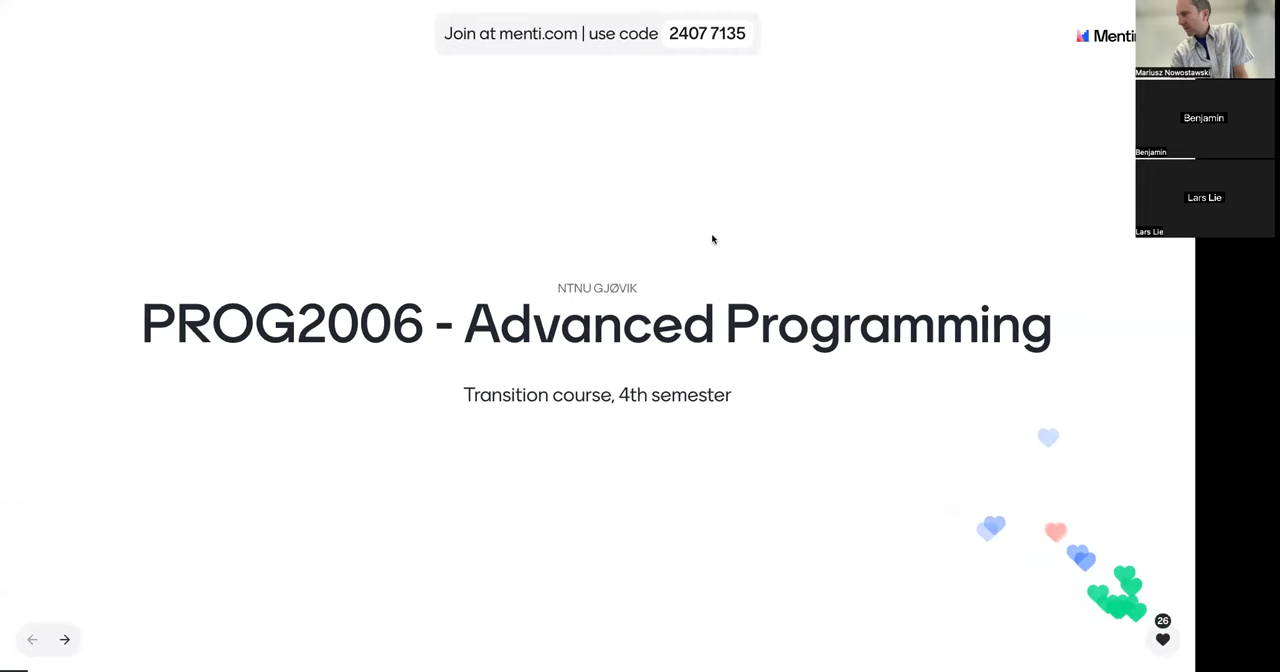 Join at menti.com | use code 2407 7135
Menti
Mariusz Nowostawski
Benjamin
Benjamin
Lars Lie
Lars Lie
NTNU GJØVIK
PROG2006 - Advanced Programming
Transition course, 4th semester
26